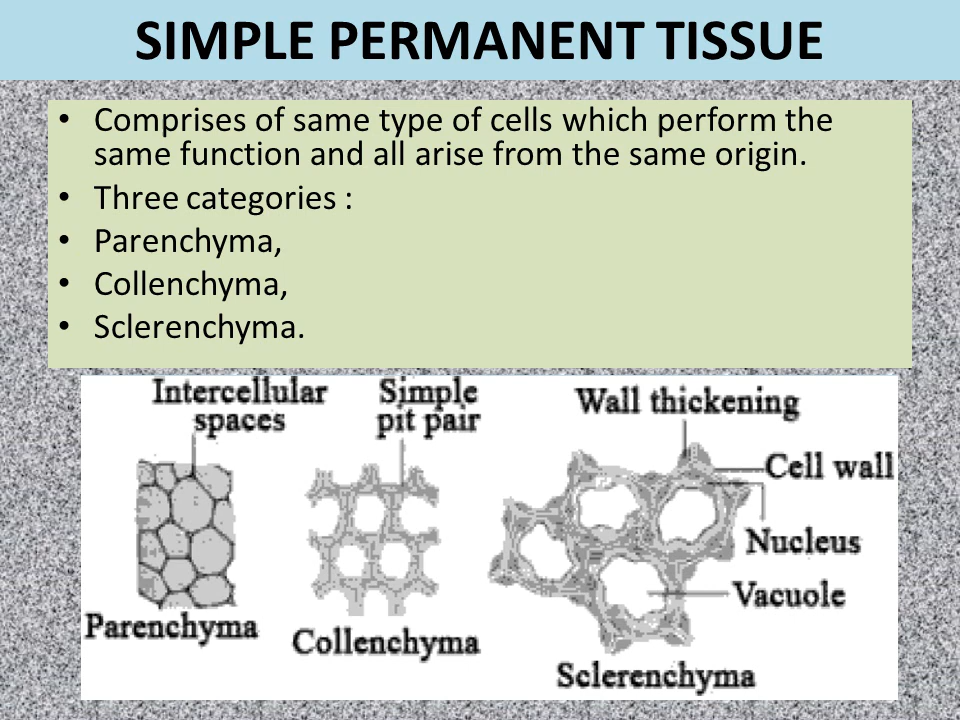 SIMPLE PERMANENT TISSUE
• Comprises of same type of cells which perform the
same function and all arise from the same origin.
• Three categories :
• Parenchyma,
• Collenchyma,
• Sclerenchyma.
Intercellular
spaces
Simple
pit pair
Wall thickening
Cell wall
Nucleus
Vacuole
Parenchyma
Collenchyma
Sclerenchyma